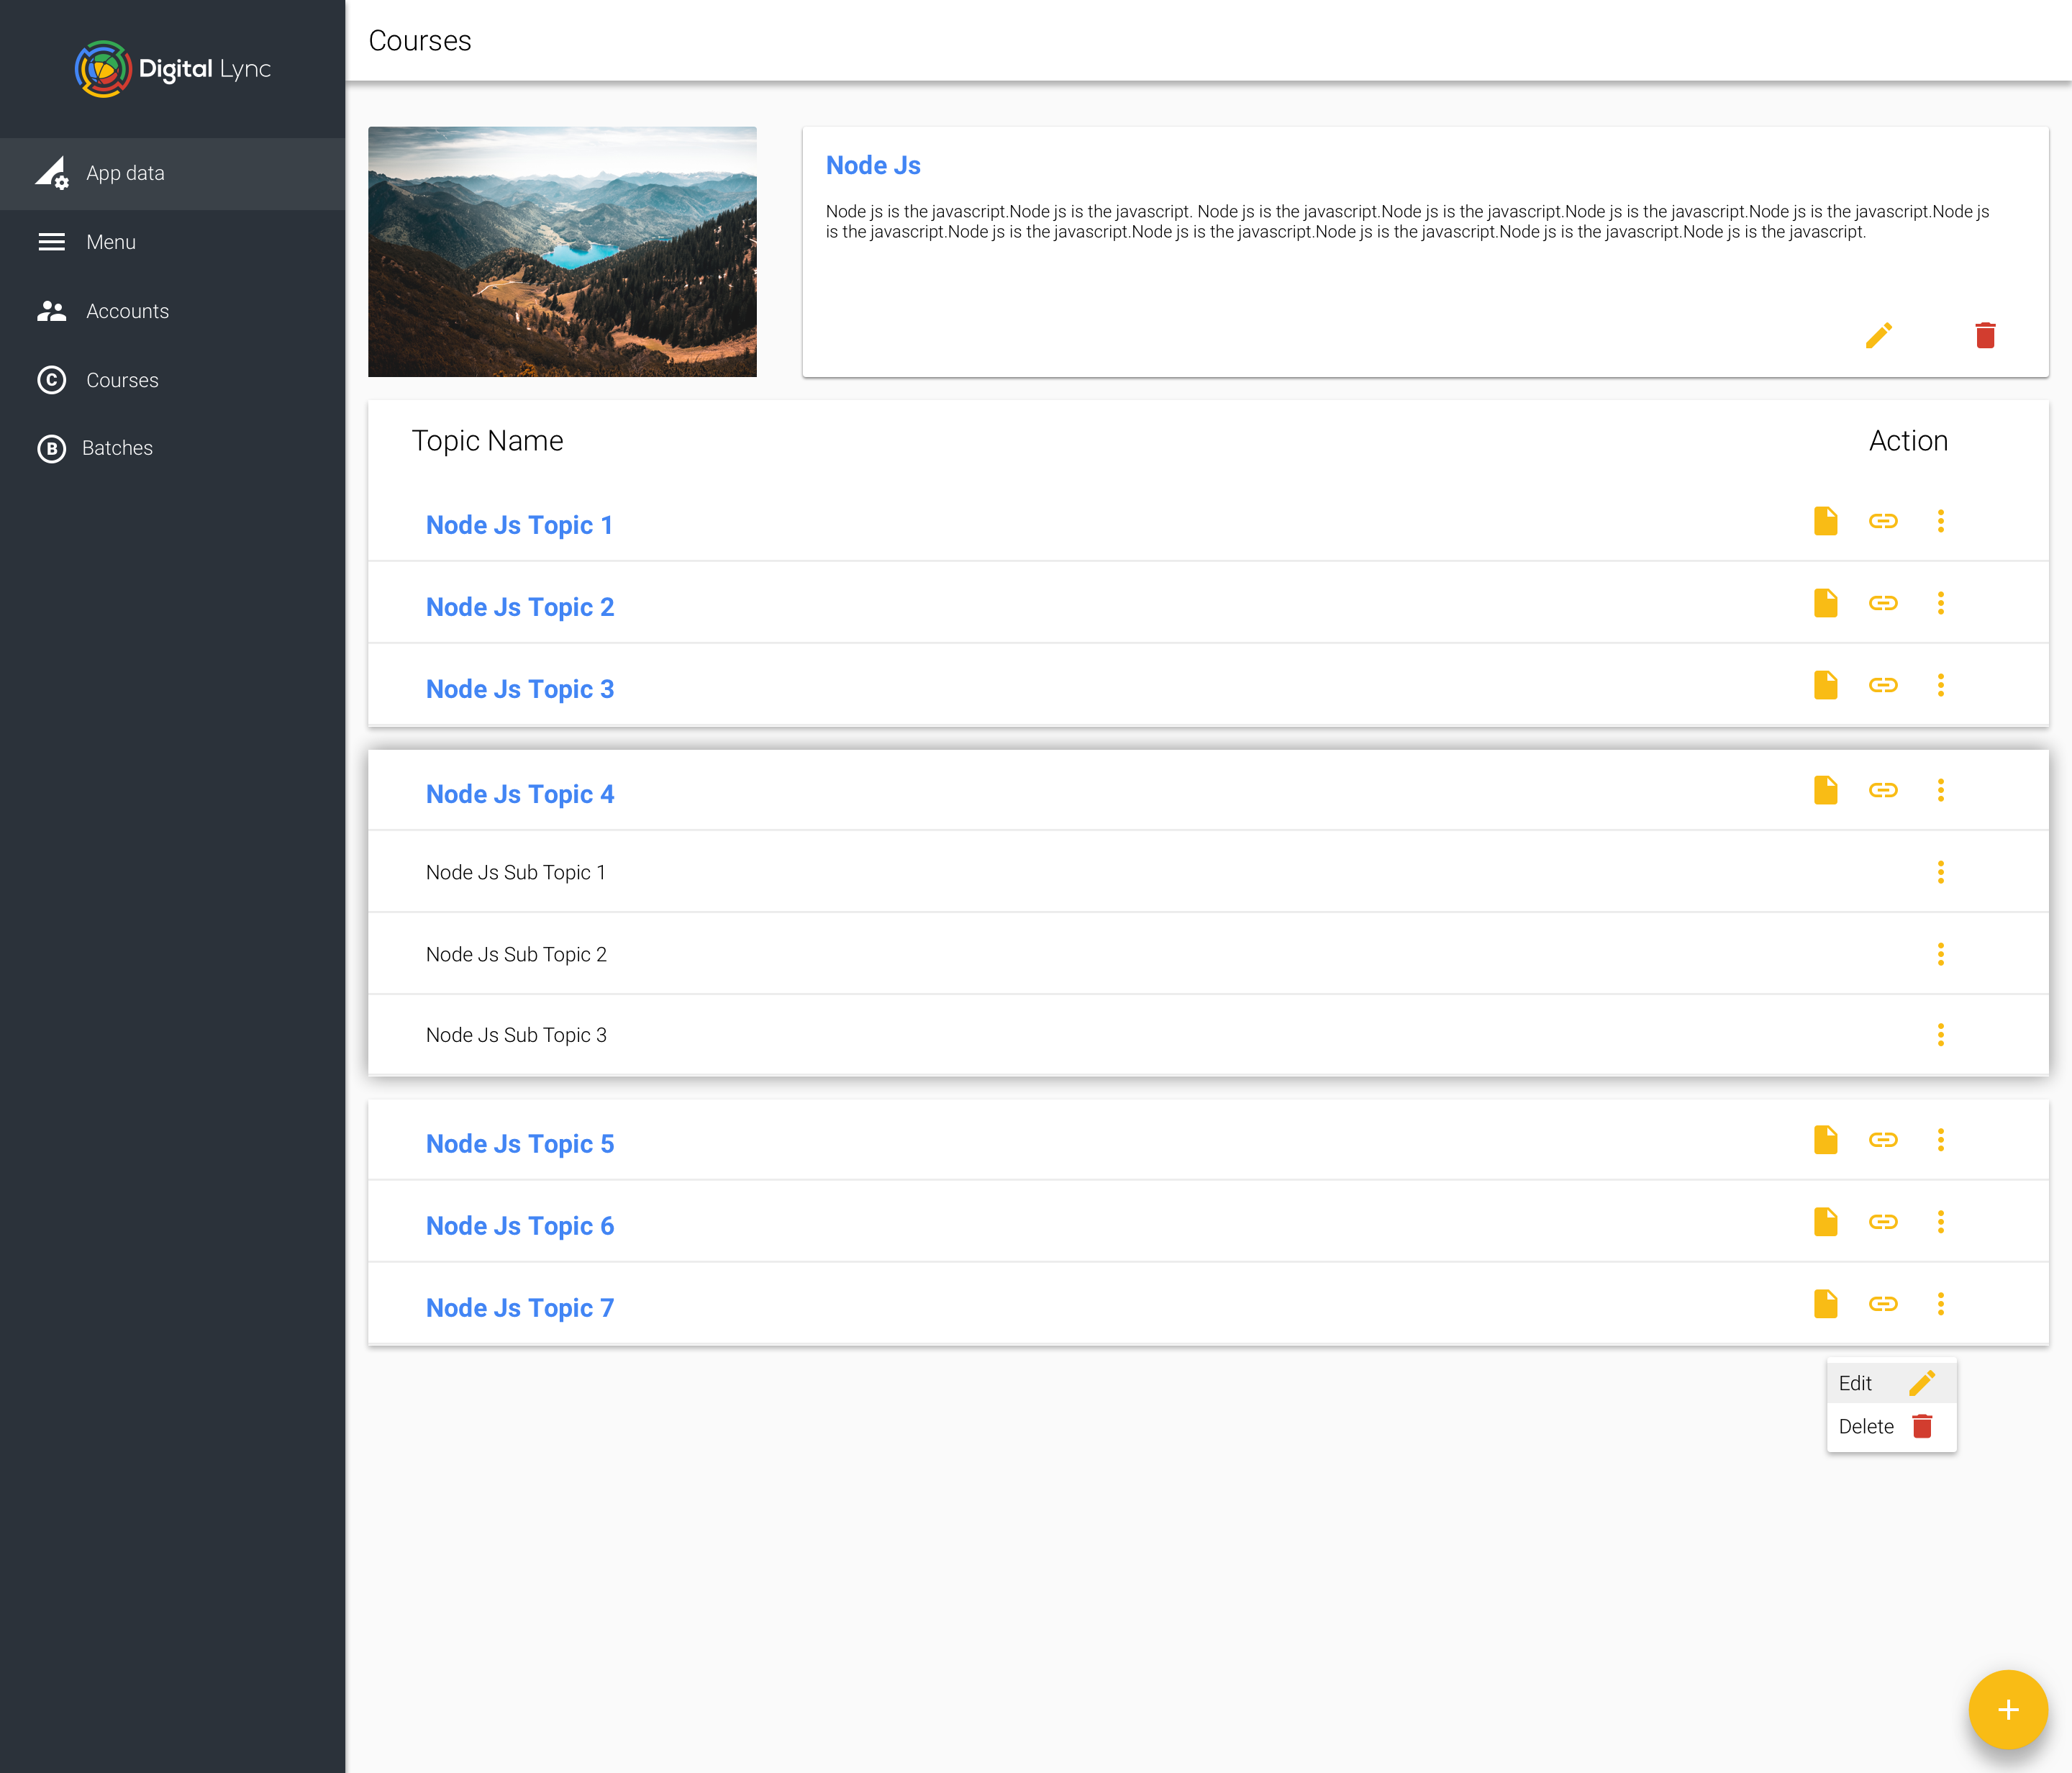 Digital Lync
App data
Menu
Accounts
C Courses
B Batches
Courses
Node Js
Node js is the javascript.Node js is the javascript. Node js is the javascript.Node js is the javascript.Node js is the javascript.Node js is the javascript.Node js
is the javascript.Node js is the javascript.Node js is the javascript.Node js is the javascript.Node js is the javascript.Node js is the javascript.
Topic Name Action
Node Js Topic 1
Node Js Topic 2
Node Js Topic 3
Node Js Topic 4
Node Js Sub Topic 1
Node Js Sub Topic 2
Node Js Sub Topic 3
Node Js Topic 5
Node Js Topic 6
Node Js Topic 7
Edit
Delete